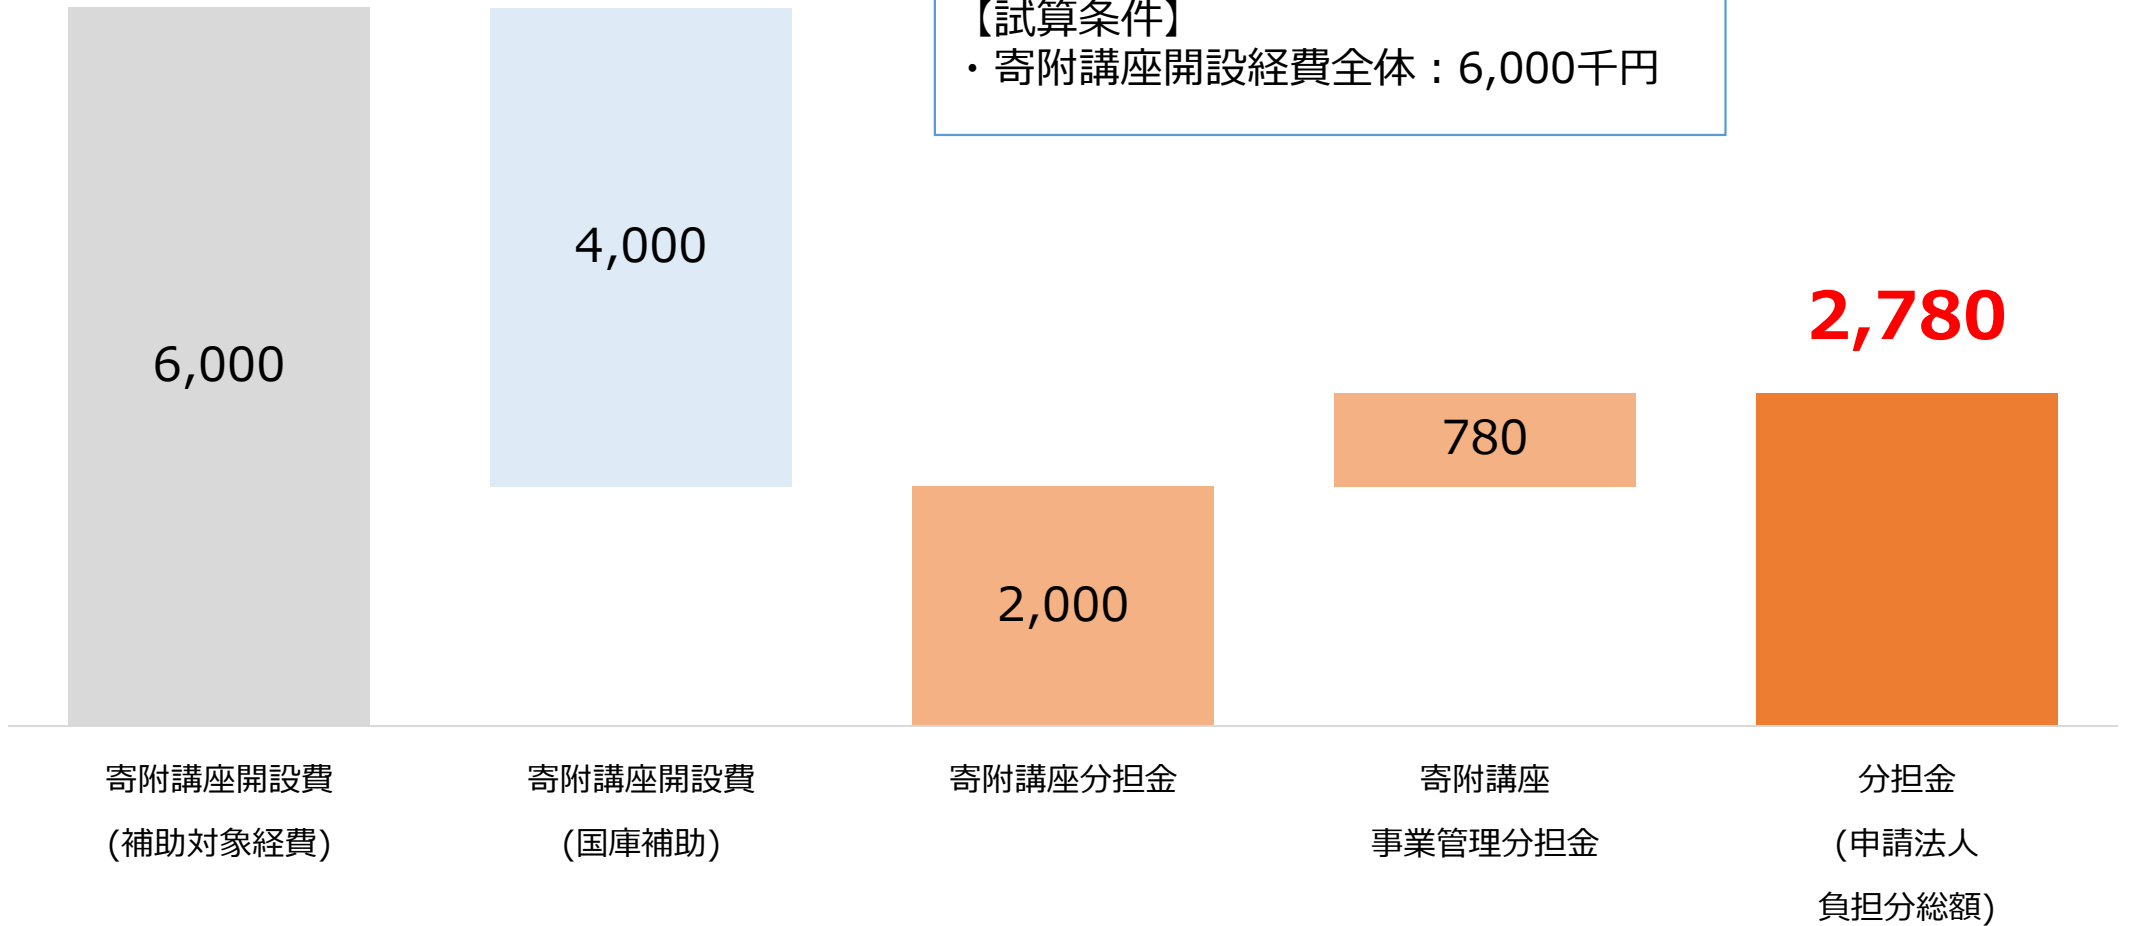 【試算条件】
・寄附講座開設経費全体：6,000千円
6,000
4,000
2,000
780
2,780
寄附講座開設費
(補助対象経費)
寄附講座開設費
(国庫補助)
寄附講座分担金
寄附講座
事業管理分担金
分担金
(申請法人
負担分総額)